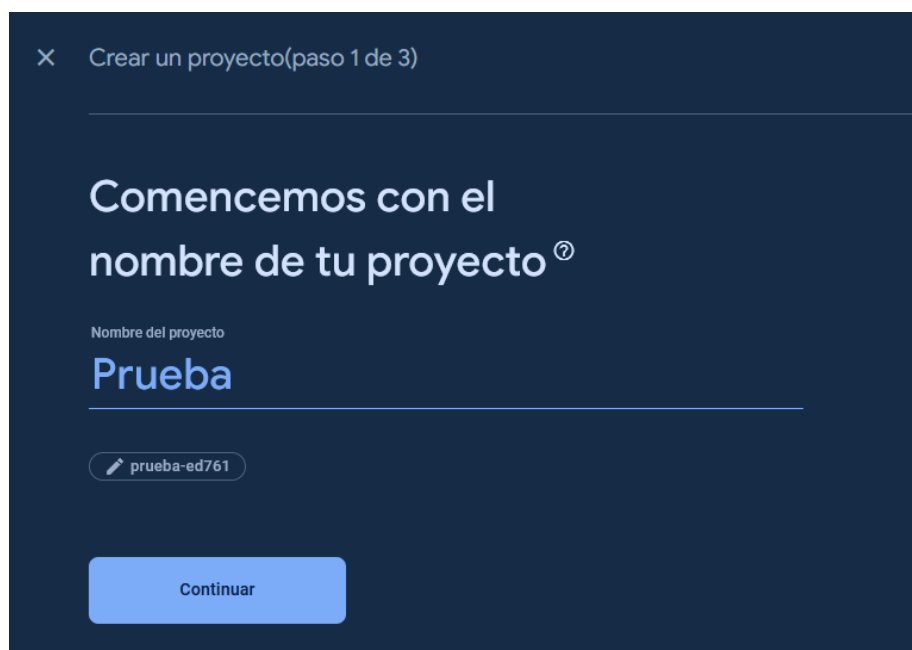 Crear un proyecto(paso 1 de 3)
Comencemos con el
nombre de tu proyecto
Nombre del proyecto
Prueba
prueba-ed761
Continuar